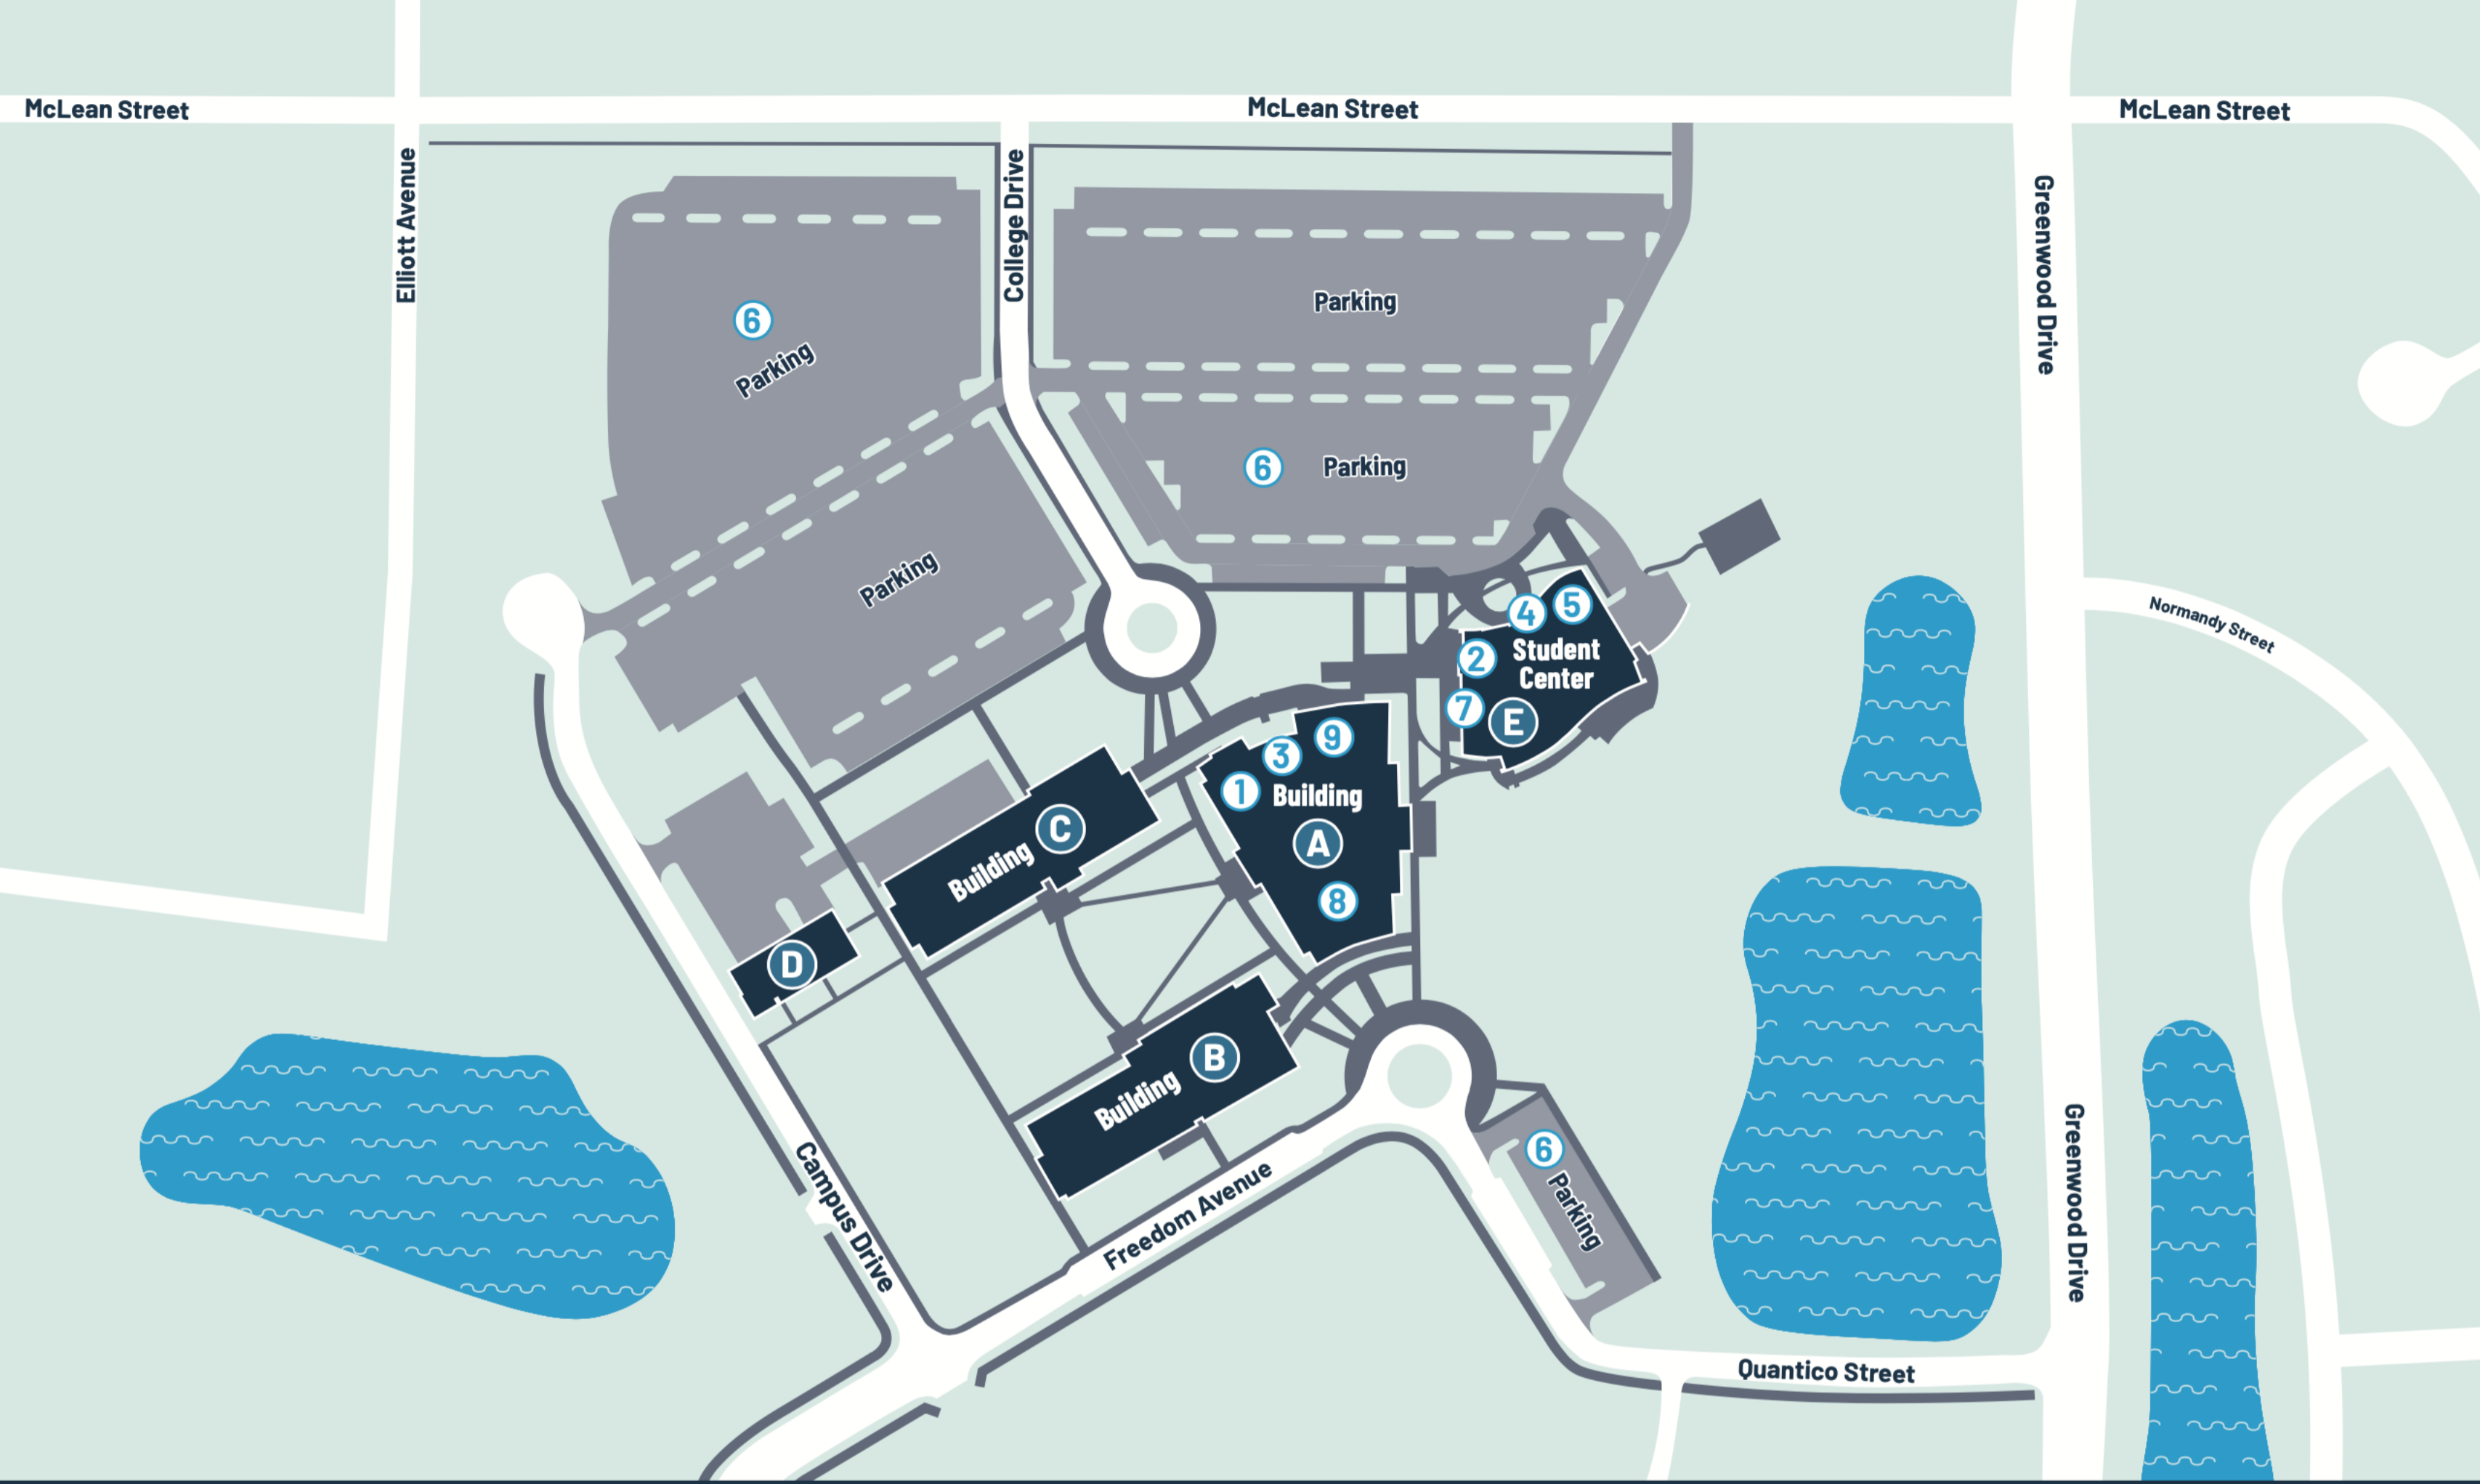 McLean Street
McLean Street
McLean Street
Elliott Avenue
College Drive
Greenwood Drive
6
Parking
Parking
6
Parking
Parking
Normandy Street
4
5
2
Student
Center
7
E
9
3
1
Building
A
8
C
Building
D
B
Building
6
Parking
Campus Drive
Freedom Avenue
Greenwood Drive
Quantico Street